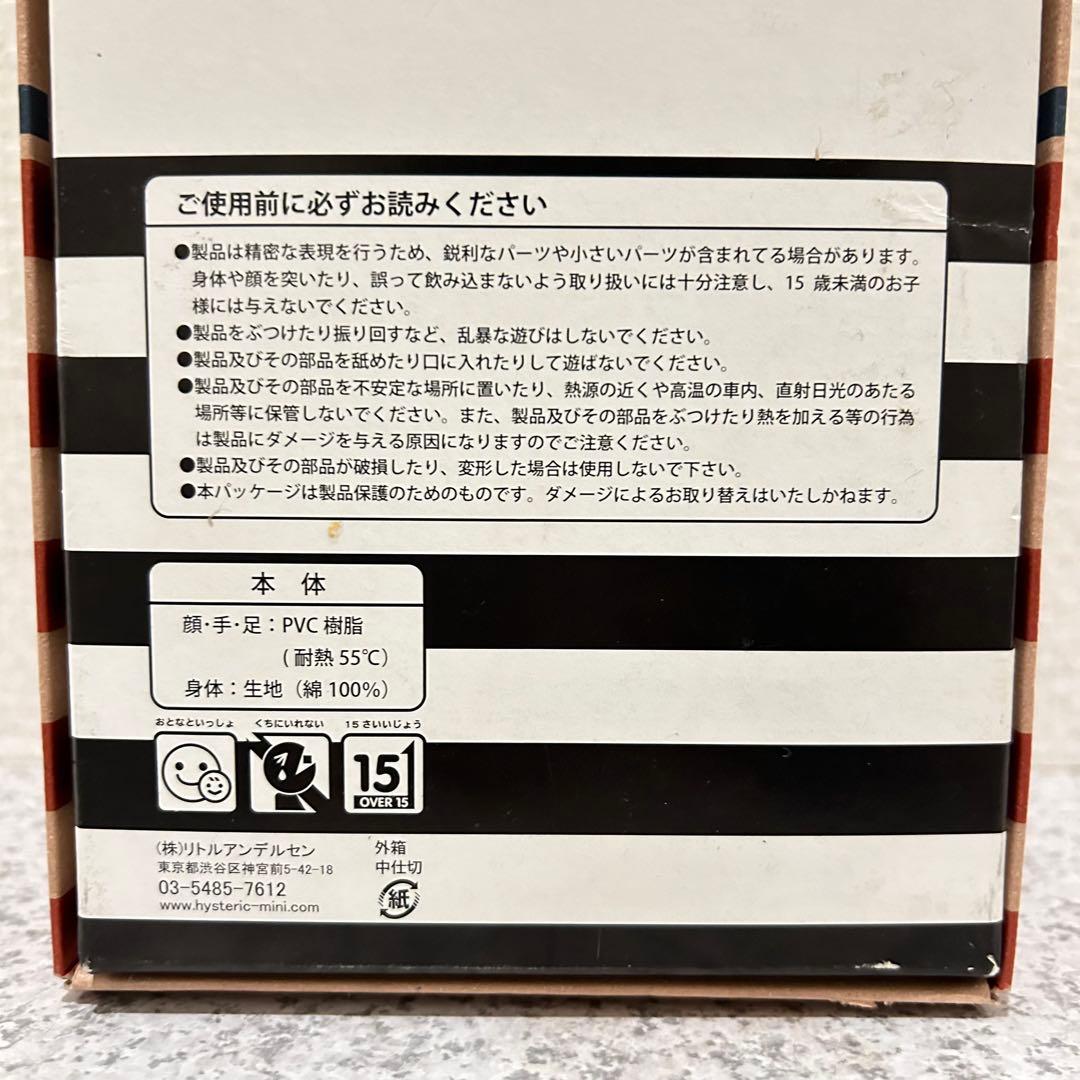 ご使用前に必ずお読みください
●製品は精密な表現を行うため、鋭利なパーツや小さいパーツが含まれてる場合があります。
身体や顔を突いたり、誤って飲み込まないよう取り扱いには十分注意し、15 歳未満のお子
様には与えないでください。
●製品をぶつけたり振り回すなど、乱暴な遊びはしないでください。
●製品及びその部品を舐めたり口に入れたりして遊ばないでください。
●製品及びその部品を不安定な場所に置いたり、熱源の近くや高温の車内、直射日光のあたる
場所等に保管しないでください。また、製品及びその部品をぶつけたり熱を加える等の行為
は製品にダメージを与える原因になりますのでご注意ください。
●製品及びその部品が破損したり、変形した場合は使用しないで下さい。
●本パッケージは製品保護のためのものです。ダメージによるお取り替えはいたしかねます。
本 体
顔・手・足：PVC 樹脂
(耐熱 55℃)
身体：生地（綿 100%）
おとなといっしょ くちにいれない 15さいいじょう
15
OVER 15
(株)リトルアンデルセン
東京都渋谷区神宮前5-42-18
03-5485-7612
www.hysteric-mini.com
外箱
中仕切
紙